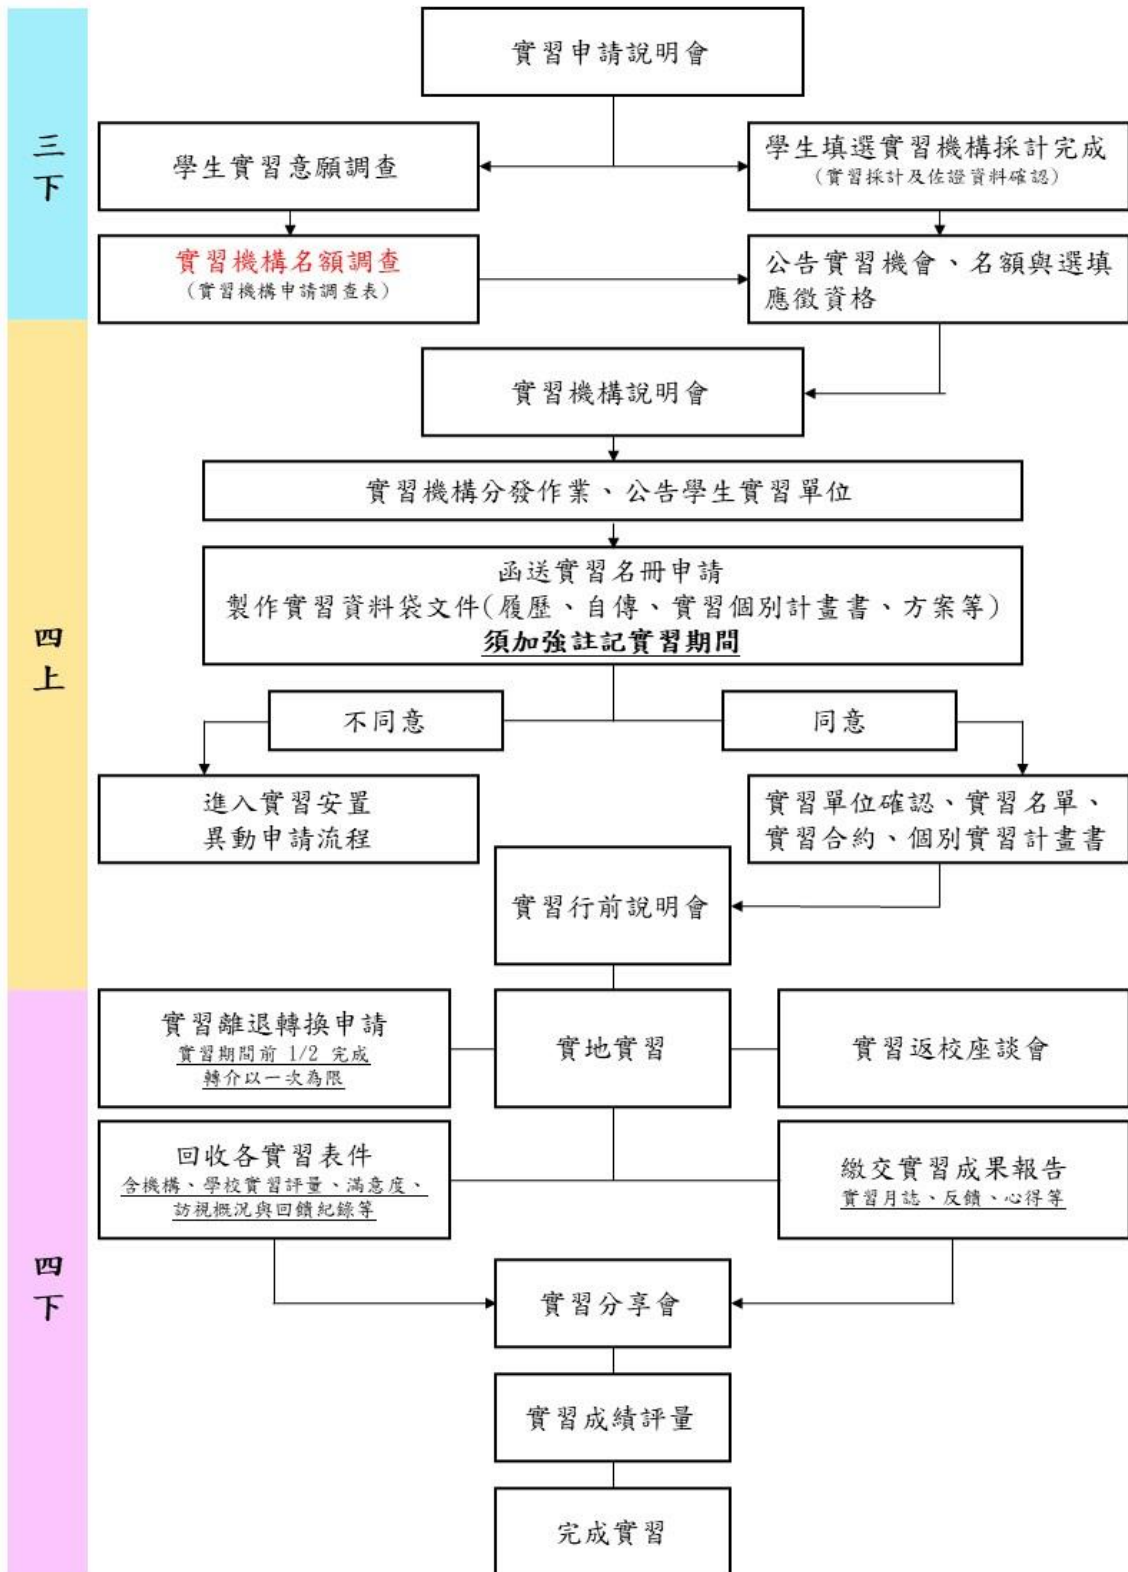 三下
實習申請說明會
學生實習意願調查
學生填選實習機構採計完成
(實習採計及佐證資料確認)
實習機構名額調查
(實習機構申請調查表)
公告實習機會、名額與選填
應徵資格
四上
實習機構說明會
實習機構分發作業、公告學生實習單位
函送實習名冊申請
製作實習資料袋文件(履歷、自傳、實習個別計畫書、方案等)
須加強註記實習期間
不同意
同意
進入實習安置
異動申請流程
實習單位確認、實習名單、
實習合約、個別實習計畫書
實習行前說明會
四下
實習離退轉換申請
實習期間前 1/2 完成
轉介以一次為限
實地實習
實習返校座談會
回收各實習表件
含機構、學校實習評量、滿意度、
訪視概況與回饋紀錄等
繳交實習成果報告
實習月誌、反饋、心得等
實習分享會
實習成績評量
完成實習